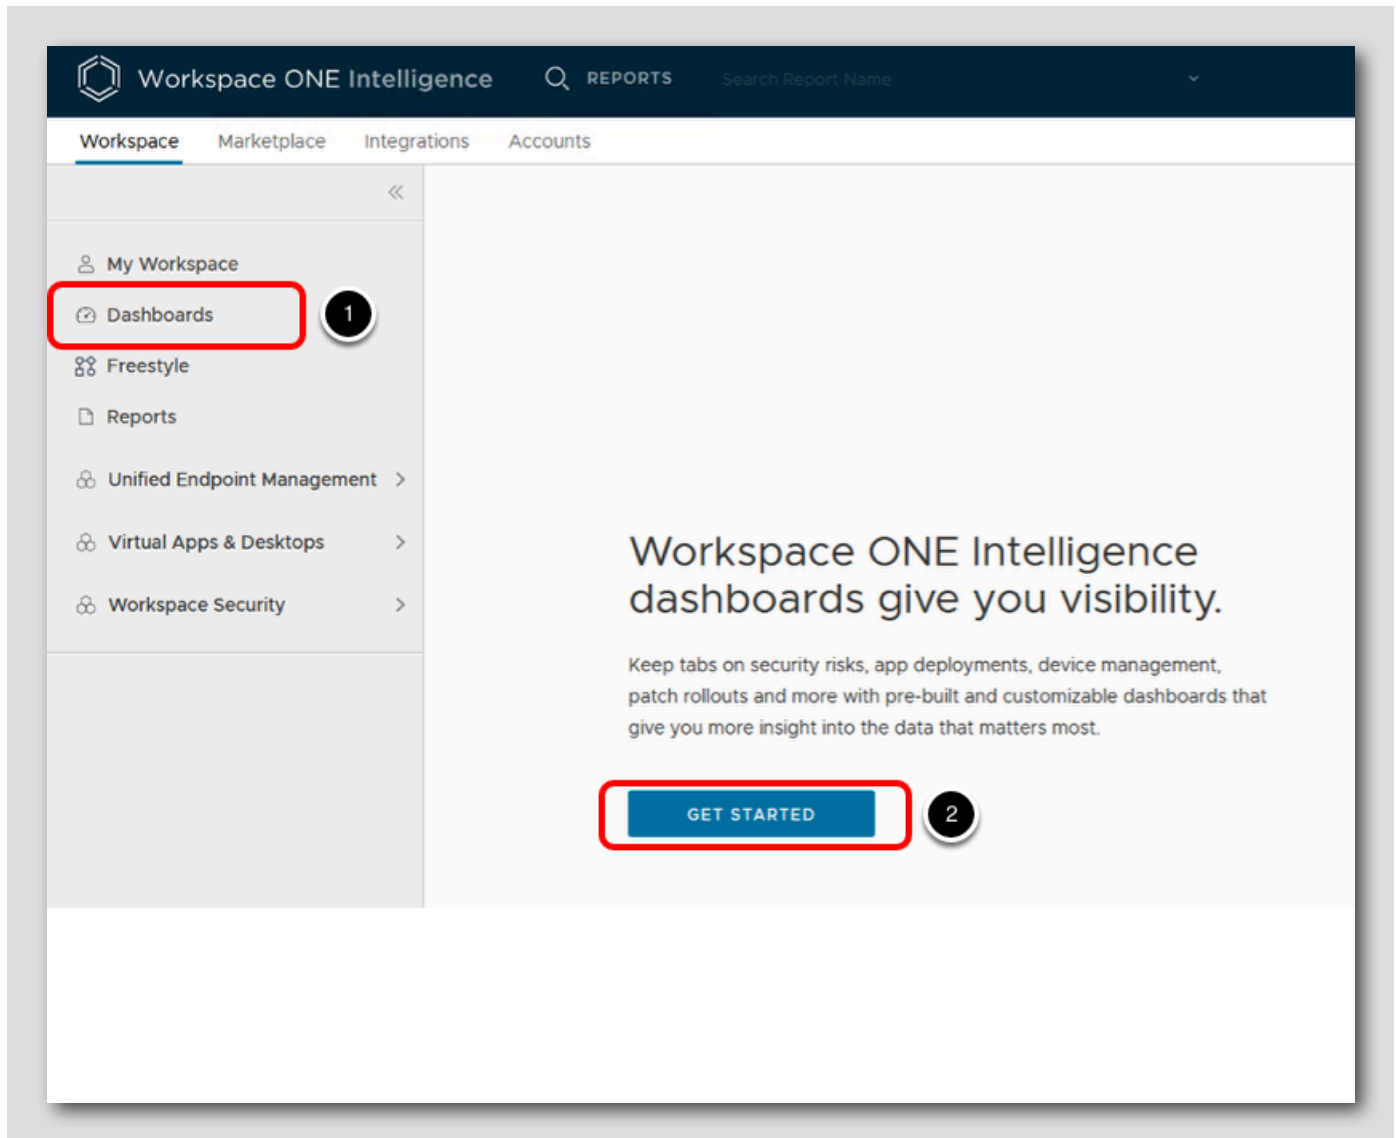 Workspace ONE Intelligence REPORTS Search Report Name
Workspace Marketplace Integrations Accounts
My Workspace
Dashboards 1
Freestyle
Reports
Unified Endpoint Management
Virtual Apps & Desktops
Workspace Security
Workspace ONE Intelligence
dashboards give you visibility.
Keep tabs on security risks, app deployments, device management,
patch rollouts and more with pre-built and customizable dashboards that
give you more insight into the data that matters most.
GET STARTED 2